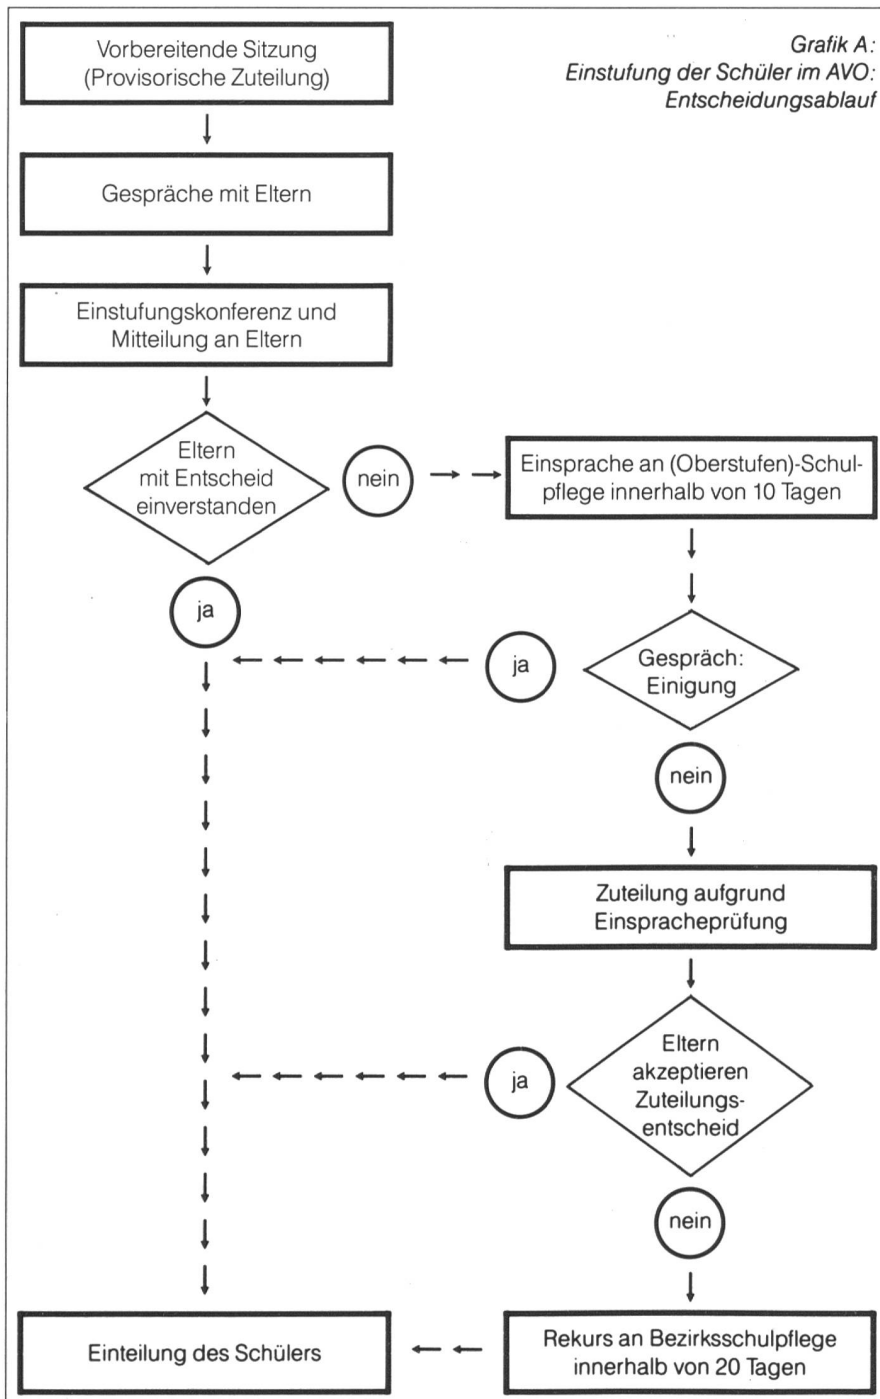 Grafik A:
Einstufung der Schüler im AVO:
Entscheidungsablauf
Vorbereitende Sitzung
(Provisorische Zuteilung)
Gespräche mit Eltern
Einstufungskonferenz und
Mitteilung an Eltern
Eltern
mit Entscheid
einverstanden
nein
Einsprache an (Oberstufen)-Schul-
pflege innerhalb von 10 Tagen
ja
ja
Gespräch:
Einigung
nein
Zuteilung aufgrund
Einspracheprüfung
ja
Eltern
akzeptieren
Zuteilungs-
entscheid
nein
Einteilung des Schülers
Rekurs an Bezirksschulpflege
innerhalb von 20 Tagen